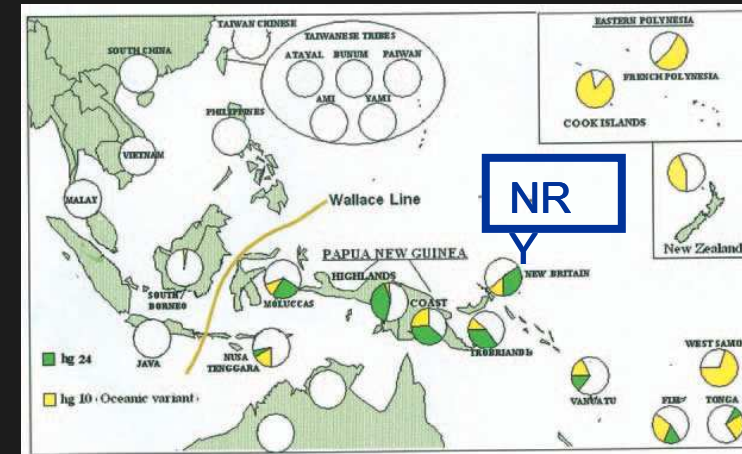 TAIWAN CHINESE
EASTERN POLYNESIA
TAIWANESE TRIBES
SOUTH CHINA
ATAYAL BUNUM PAIWAN
FRENCH POLYNESIA
AMI YAMI
PHILIPPINES
COOK ISLANDS
VIETNAM
NR
Y
MALAY
Wallace Line
New Zealand
PAPUA NEW GUINEA
HIGHLANDS
NEW BRITAIN
SOUTH/
BORNEO
MOLUCCAS
COAST
TROBRIANDS
WEST SAMO
hg 24
JAVA
NUSA
TENGGARA
VANUATU
FIJI
TONGA
hg 10 (Oceanic variant)